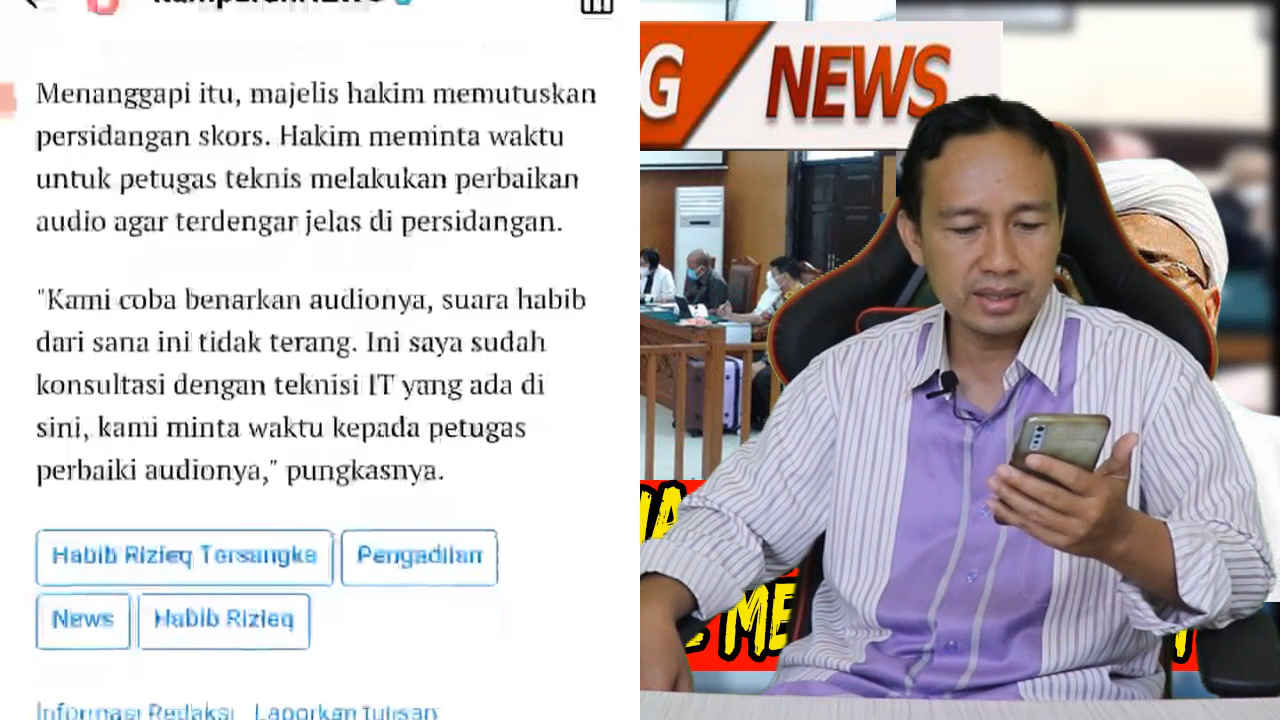 Menanggapi itu, majelis hakim memutuskan
persidangan skors. Hakim meminta waktu
untuk petugas teknis melakukan perbaikan
audio agar terdengar jelas di persidangan.
"Kami coba benarkan audionya, suara habib
dari sana ini tidak terang. Ini saya sudah
konsultasi dengan teknisi IT yang ada di
sini, kami minta waktu kepada petugas
perbaiki audionya," pungkasnya.
Habib Rizieq Tersangka
Pengadilan
News
Habib Rizieq
Informasi Redaksi
Laporkan tulisan
G NEWS
ME